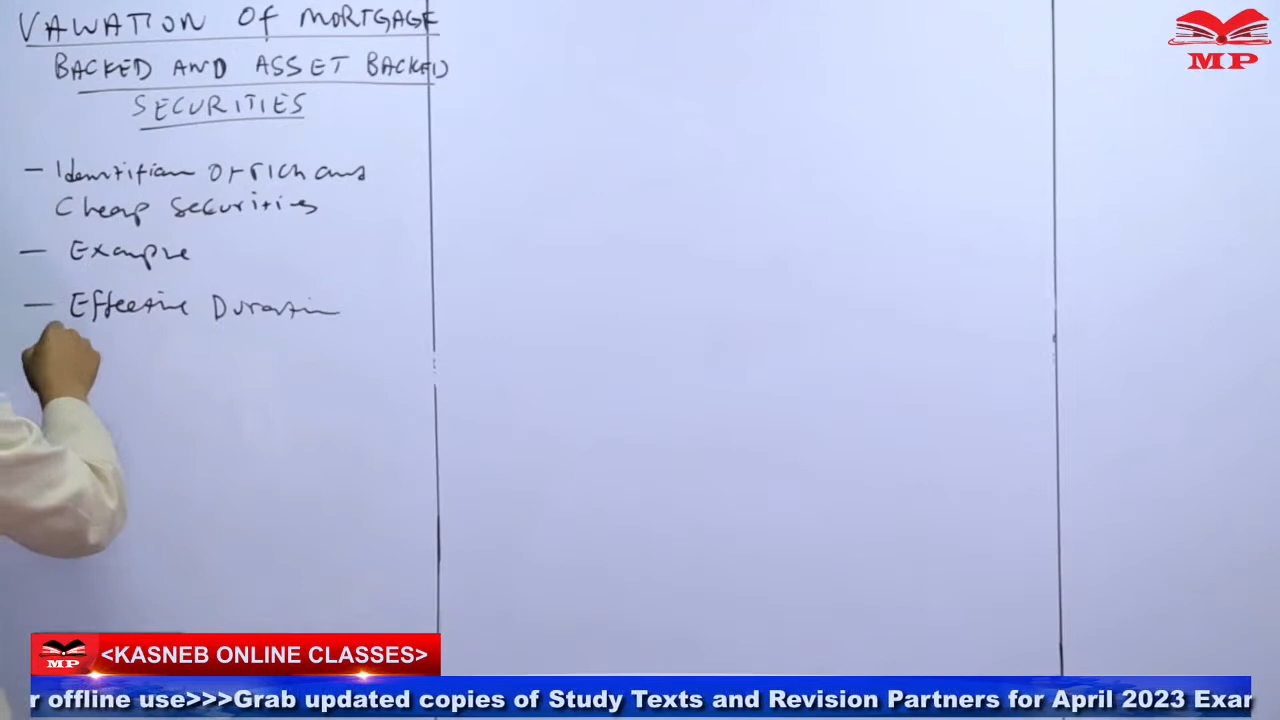 VALUATION OF MORTGAGE
BACKED AND ASSET BACKED
SECURITIES
- Identification of rich and
Cheap Securities
- Example
- Effective Duration
MP
MP
<KASNEB ONLINE CLASSES>
r offline use>>>Grab updated copies of Study Texts and Revision Partners for April 2023 Exar